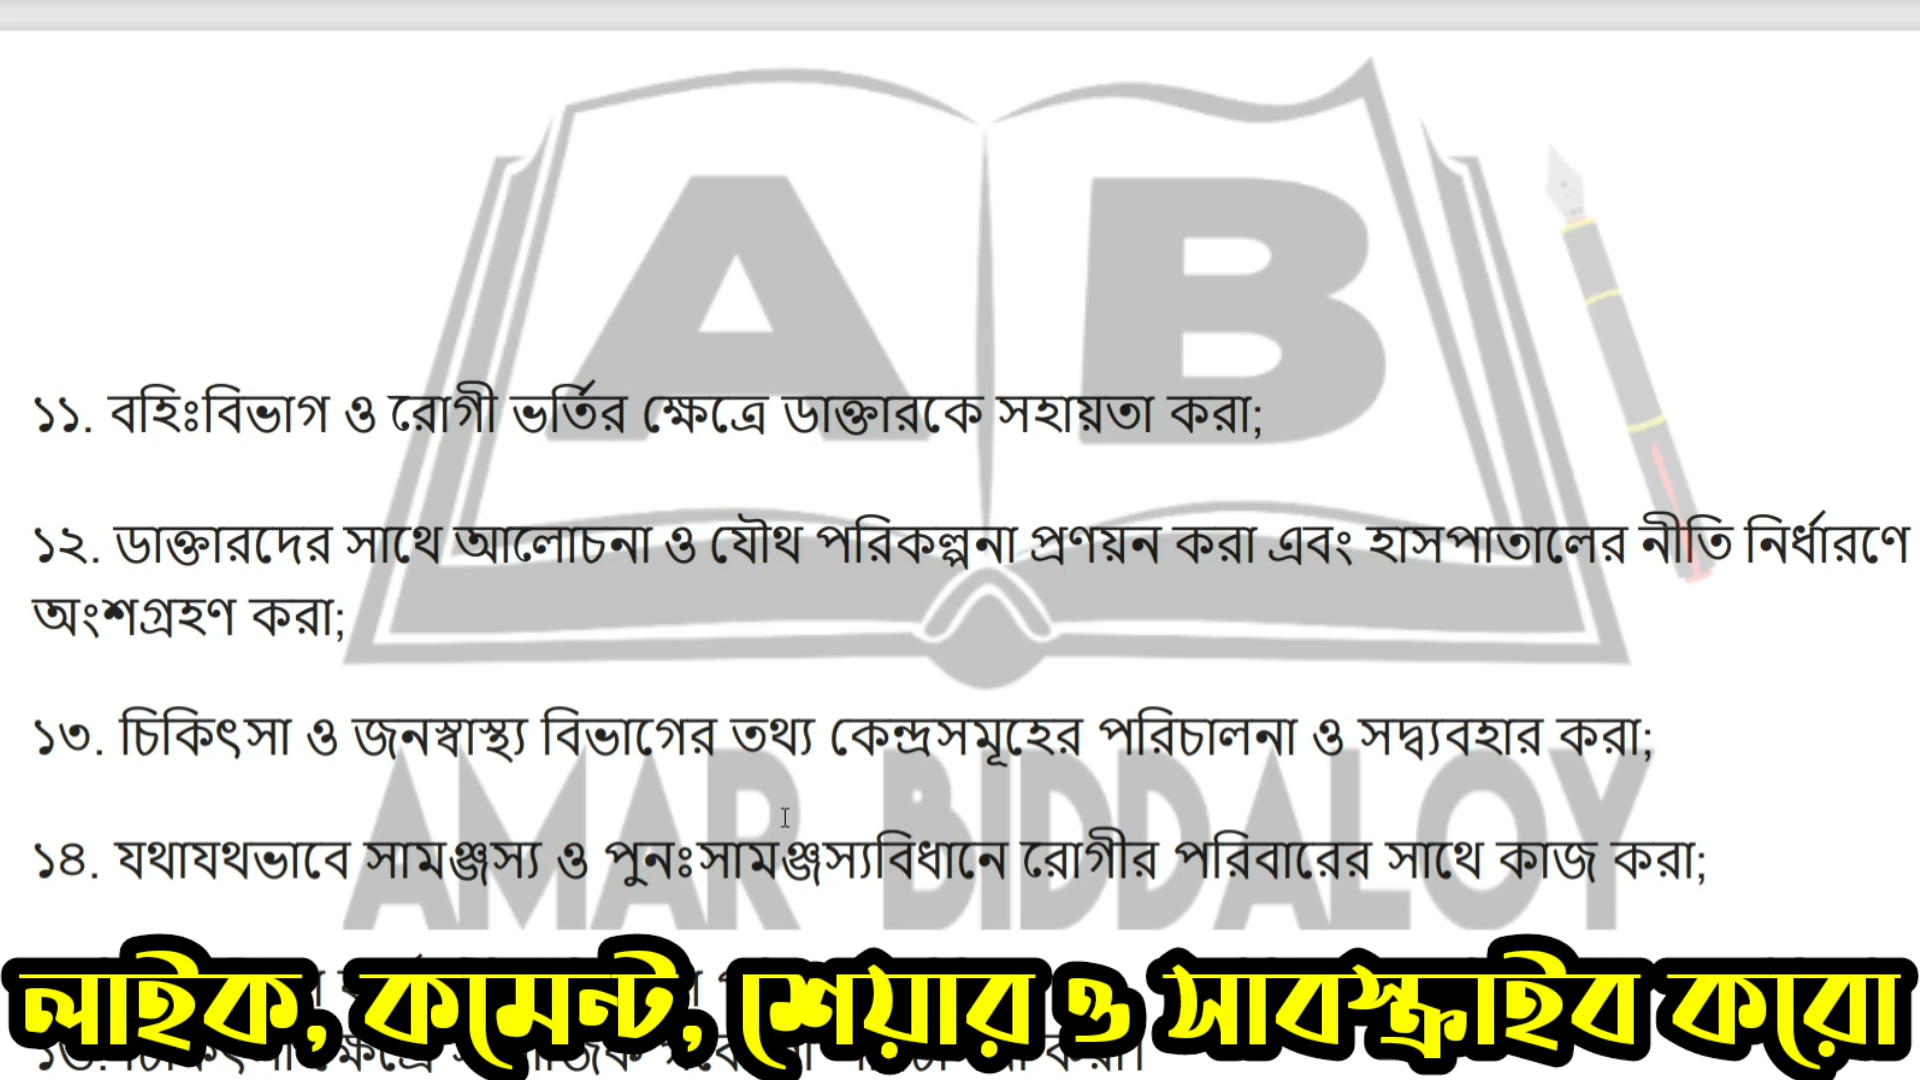 A B
১১. বহিঃবিভাগ ও রোগী ভর্তির ক্ষেত্রে ডাক্তারকে সহায়তা করা;
১২. ডাক্তারদের সাথে আলোচনা ও যৌথ পরিকল্পনা প্রণয়ন করা এবং হাসপাতালের নীতি নির্ধারণে
অংশগ্রহণ করা;
১৩. চিকিৎসা ও জনস্বাস্থ্য বিভাগের তথ্য কেন্দ্রসমূহের পরিচালনা ও সদ্ব্যবহার করা;
AMAR BIDDALOY
১৪. যথাযথভাবে সামঞ্জস্য ও পুনঃসামঞ্জস্যবিধানে রোগীর পরিবারের সাথে কাজ করা;
লাইক, কমেন্ট, শেয়ার ও সাবস্ক্রাইব করো